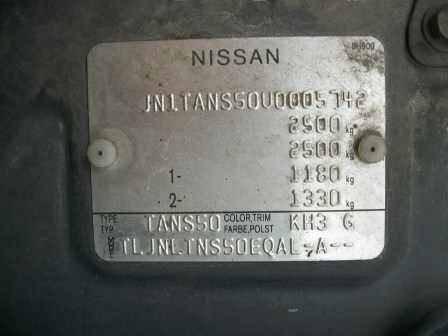 NISSAN
JN1TANS50U0005742
2500 kg
2500 kg
1- 1180 kg
2- 1330 kg
TYPE TYP TANS50 COLOR,TRIM FARBE,POLST KH3 G
TLJNLTNS50EQAL-A--